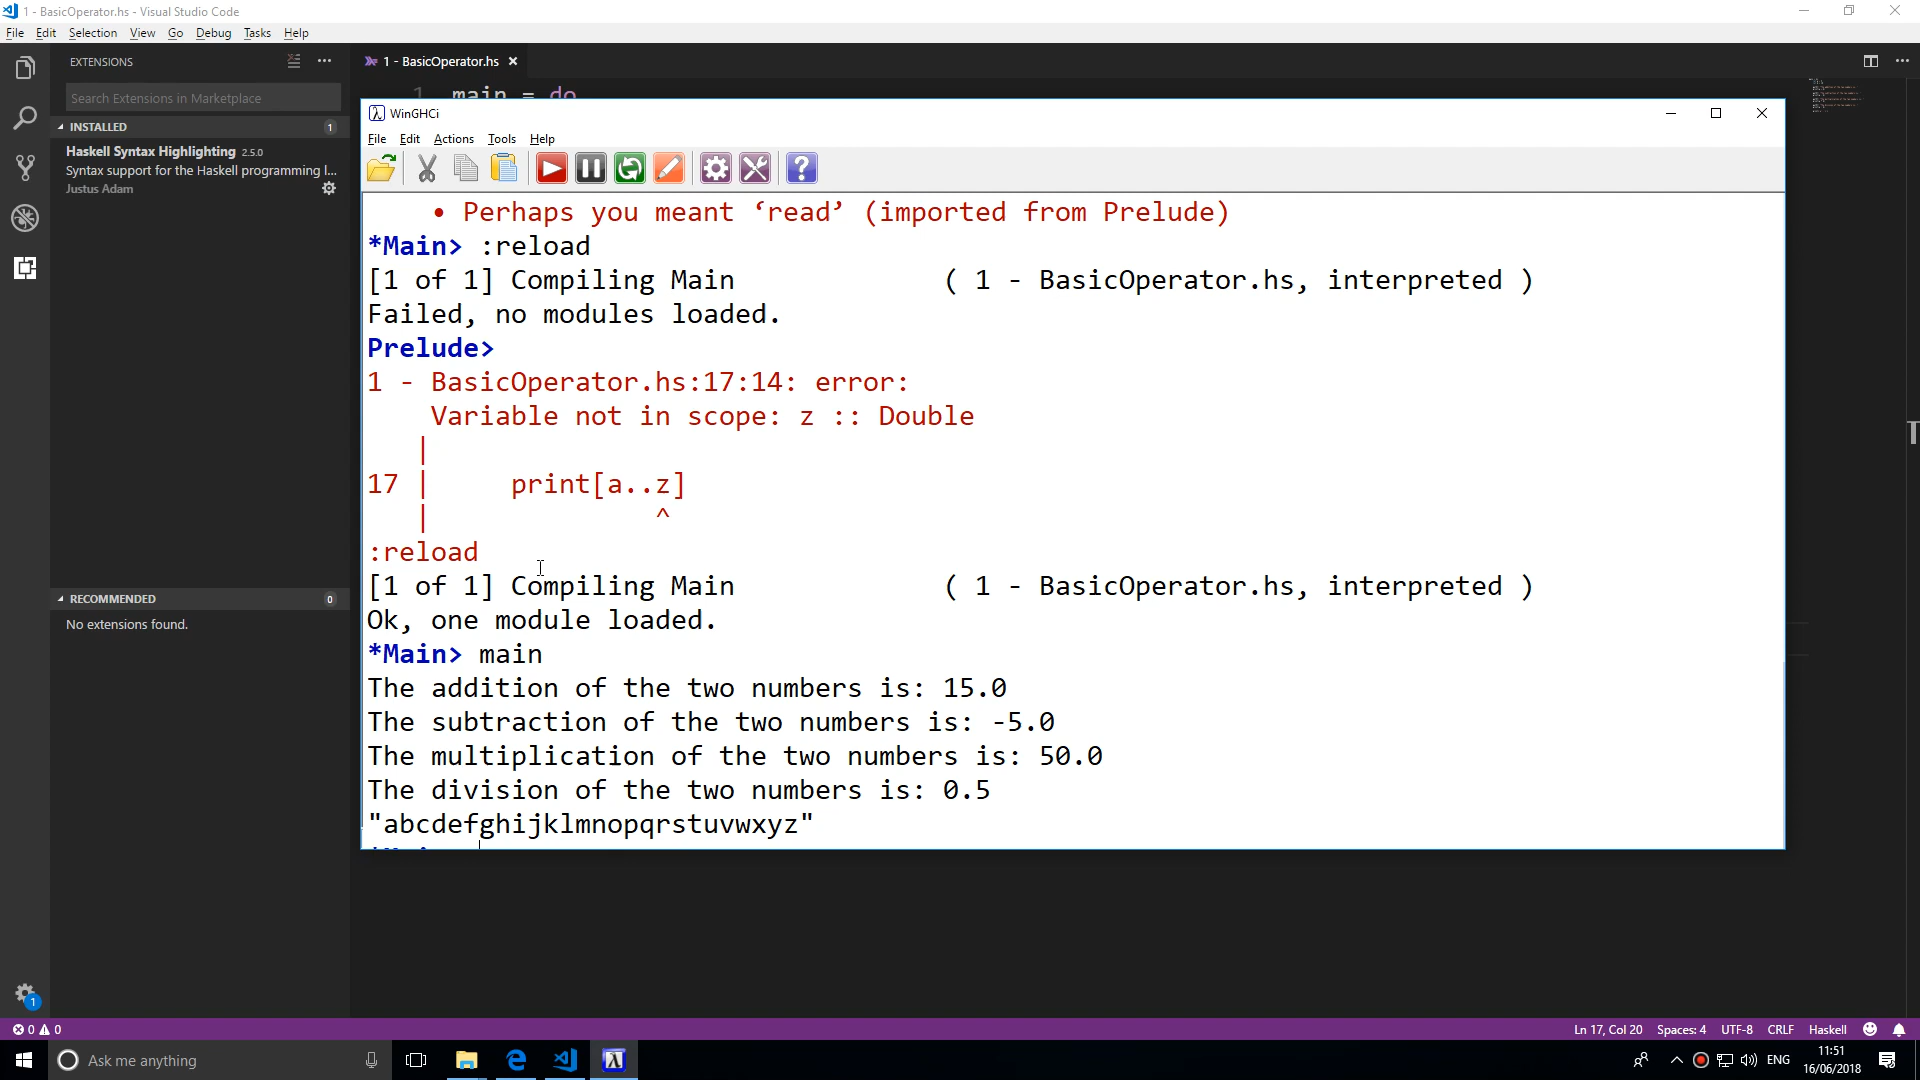 1 - BasicOperator.hs - Visual Studio Code
File Edit Selection View Go Debug Tasks Help
EXTENSIONS
Search Extensions in Marketplace
INSTALLED 1
Haskell Syntax Highlighting 2.5.0
Syntax support for the Haskell programming l...
Justus Adam
RECOMMENDED 0
No extensions found.
1 - BasicOperator.hs
1 main = do
WinGHCi
File Edit Actions Tools Help
• Perhaps you meant ‘read’ (imported from Prelude)
*Main> :reload
[1 of 1] Compiling Main ( 1 - BasicOperator.hs, interpreted )
Failed, no modules loaded.
Prelude>
1 - BasicOperator.hs:17:14: error:
Variable not in scope: z :: Double
|
17 | print[a..z]
| ^
:reload
[1 of 1] Compiling Main ( 1 - BasicOperator.hs, interpreted )
Ok, one module loaded.
*Main> main
The addition of the two numbers is: 15.0
The subtraction of the two numbers is: -5.0
The multiplication of the two numbers is: 50.0
The division of the two numbers is: 0.5
"abcdefghijklmnopqrstuvwxyz"
1
0 0
Ln 17, Col 20 Spaces: 4 UTF-8 CRLF Haskell
Ask me anything
ENG
11:51
16/06/2018